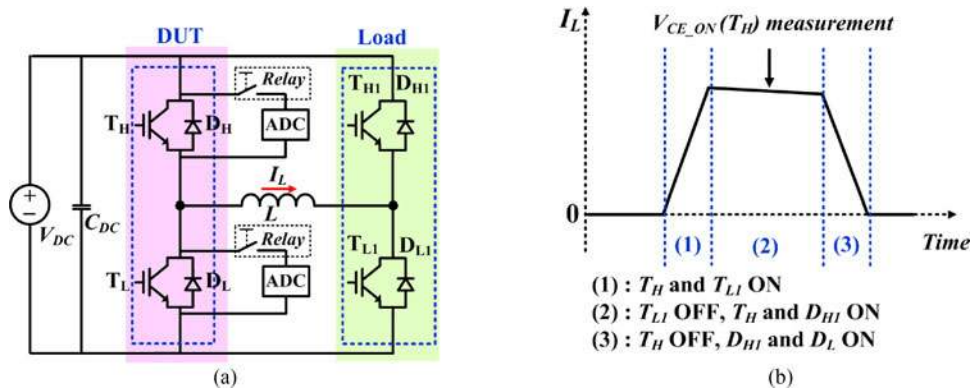 DUT
Load
Relay
T_H1 D_H1
T_H D_H
ADC
I_L
L
V_DC
C_DC
Relay
T_L1 D_L1
T_L D_L
ADC
(a)
(b)
I_L
V_CE_ON(T_H) measurement
0
(1) (2) (3)
Time
(1) : T_H and T_L1 ON
(2) : T_L1 OFF, T_H and D_H1 ON
(3) : T_H OFF, D_H1 and D_L ON